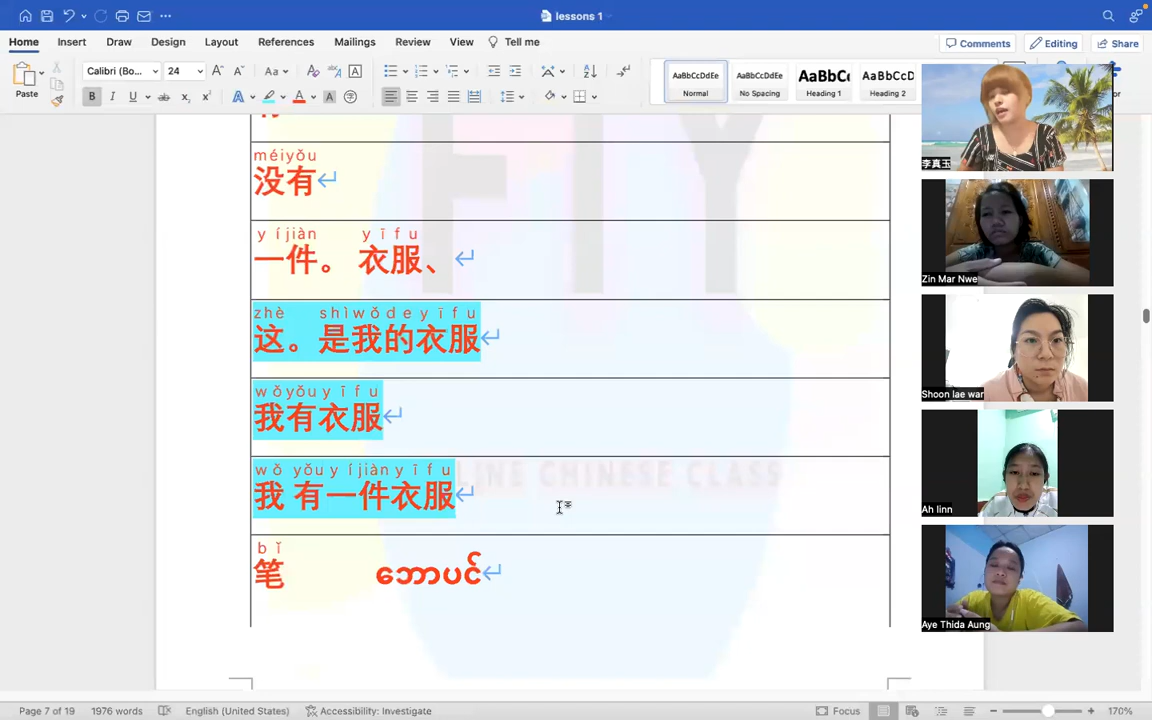 lessons 1
Home Insert Draw Design Layout References Mailings Review View Tell me Comments Editing Share
Paste Calibri (Bo... 24 AaBbCcDdEe Normal AaBbCcDdEe No Spacing AaBbCc Heading 1 AaBbCcD Heading 2
méiyǒu
没有
yíjiàn yīfu
一件。 衣服、
zhè shìwǒdeyīfu
这。是我的衣服
wǒyǒuyīfu
我有衣服
wǒ yǒuyíjiànyīfu
我 有一件衣服
bǐ
笔 ဘောပင်
FIY
LINE CHINESE CLASS
李真玉
Zin Mar Nwe
Shoon lae war
Ah linn
Aye Thida Aung
Page 7 of 19 1976 words English (United States) Accessibility: Investigate Focus 170%